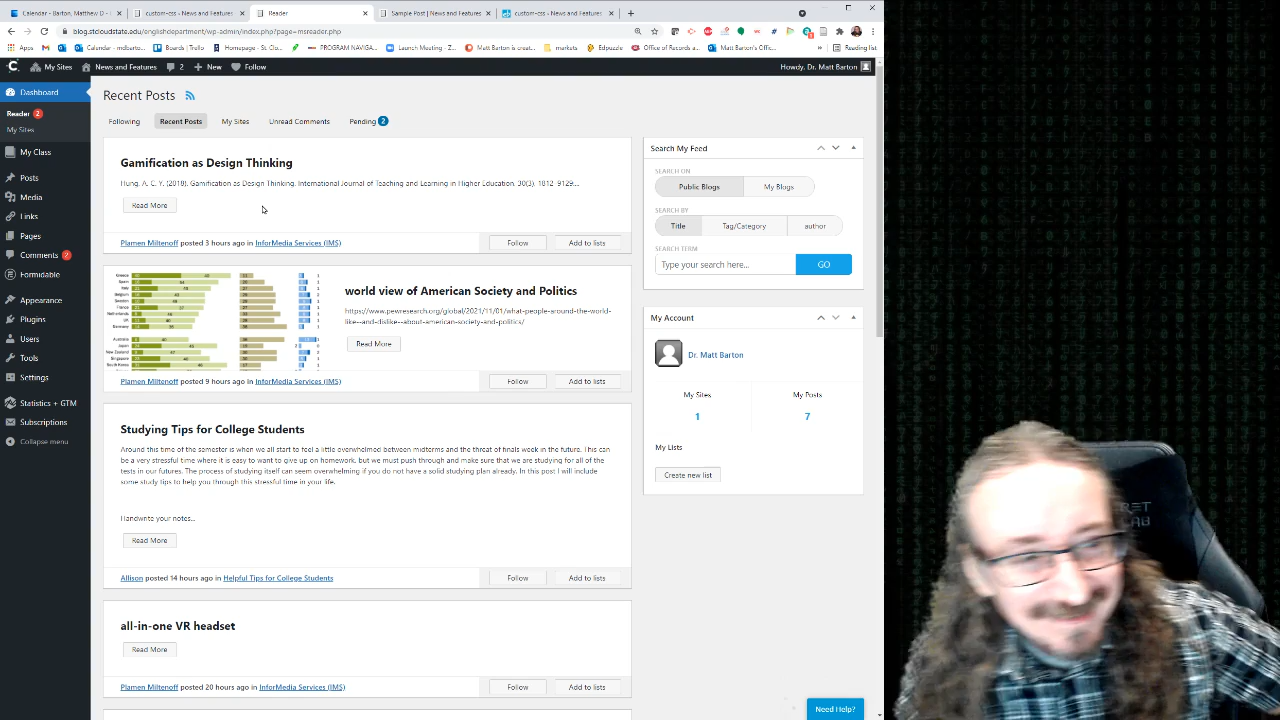 Calendar - Barton, Matthew D -
custom-css ‹ News and Features
Reader
Sample Post | News and Features
custom-css ‹ News and Features
blog.stcloudstate.edu/englishdepartment/wp-admin/index.php?page=msreader.php
Apps
Calendar - mdbarto...
Boards | Trello
Homepage - St. Clo...
PROGRAM NAVIGA...
Launch Meeting - Z...
Matt Barton is creat...
markets
Edpuzzle
Office of Records a...
Matt Barton's Offic...
Reading list
My Sites
News and Features
2
New
Follow
Howdy, Dr. Matt Barton
Dashboard
Reader 2
My Sites
My Class
Posts
Media
Links
Pages
Comments 2
Formidable
Appearance
Plugins
Users
Tools
Settings
Statistics + GTM
Subscriptions
Collapse menu
Recent Posts
Following
Recent Posts
My Sites
Unread Comments
Pending 2
Gamification as Design Thinking
Hung, A. C. Y. (2018). Gamification as Design Thinking. International Journal of Teaching and Learning in Higher Education, 30(3), 1812-9129:...
Read More
Plamen Miltenoff posted 3 hours ago in InforMedia Services (IMS)
Follow
Add to lists
world view of American Society and Politics
https://www.pewresearch.org/global/2021/11/01/what-people-around-the-world-
like--and-dislike--about-american-society-and-politics/
Read More
Plamen Miltenoff posted 9 hours ago in InforMedia Services (IMS)
Follow
Add to lists
Studying Tips for College Students
Around this time of the semester is when we all start to feel a little overwhelmed between midterms and the threat of finals week in the future. This can
be a very stressful time where it is easy to want to give up on homework, but we must push through and make sure that we are studying for all of the
tests in our futures. The process of studying itself can seem overwhelming if you do not have a solid studying plan already. In this post I will include
some study tips to help you through this stressful time in your life.
Handwrite your notes...
Read More
Allison posted 14 hours ago in Helpful Tips for College Students
Follow
Add to lists
all-in-one VR headset
Read More
Plamen Miltenoff posted 20 hours ago in InforMedia Services (IMS)
Follow
Add to lists
Search My Feed
SEARCH ON
Public Blogs
My Blogs
SEARCH BY
Title
Tag/Category
author
SEARCH TERM
Type your search here...
GO
My Account
Dr. Matt Barton
My Sites
My Posts
1
7
My Lists
Create new list
Need Help?